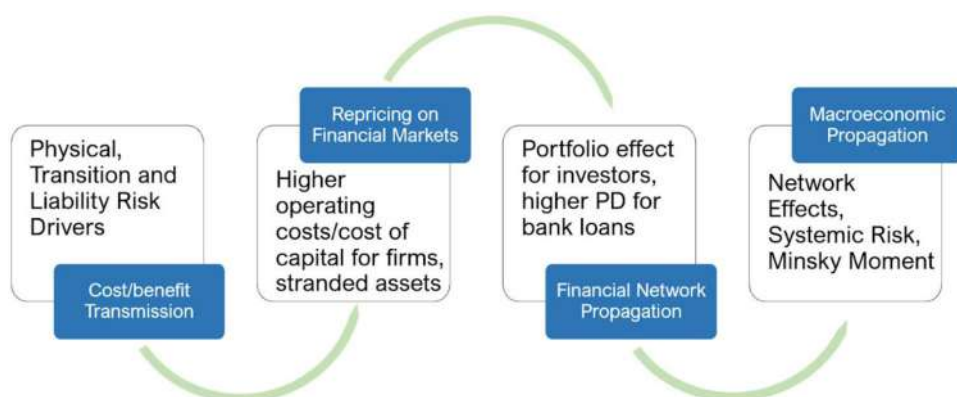 Physical,
Transition and
Liability Risk
Drivers
Cost/benefit
Transmission
Repricing on
Financial Markets
Higher
operating
costs/cost of
capital for firms,
stranded assets
Portfolio effect
for investors,
higher PD for
bank loans
Financial Network
Propagation
Macroeconomic
Propagation
Network
Effects,
Systemic Risk,
Minsky Moment